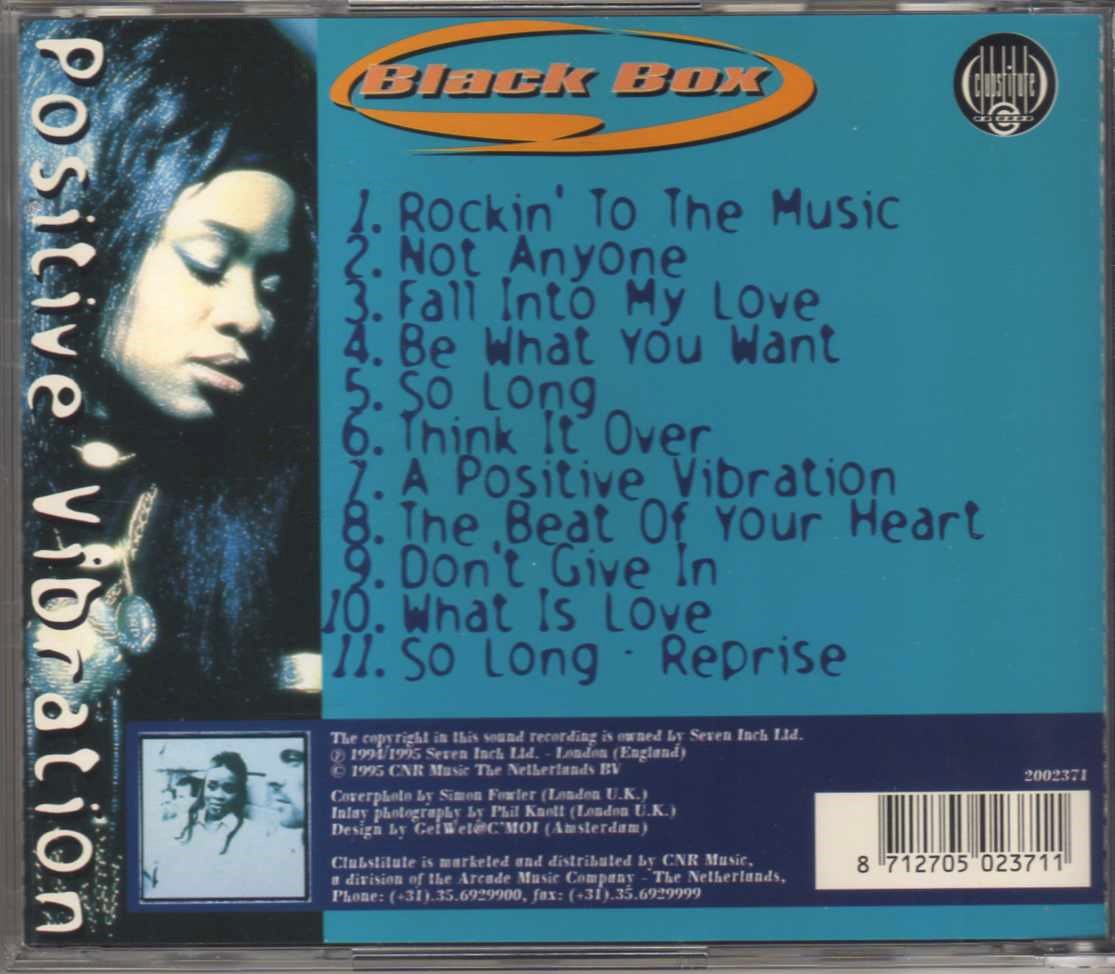 Positive Vibration
Black Box
clubstitute
1. Rockin' To The Music
2. Not Anyone
3. Fall Into My Love
4. Be What You Want
5. So Long
6. Think It Over
7. A Positive Vibration
8. The Beat Of Your Heart
9. Don't Give In
10. What Is Love
11. So Long - Reprise
The copyright in this sound recording is owned by Seven Inch Ltd.
℗ 1994/1995 Seven Inch Ltd. - London (England)
© 1995 CNR Music The Netherlands BV
2002371
Coverphoto by Simon Fowler (London U.K.)
Inlay photography by Phil Knott (London U.K.)
Design by GetWet@C'MOI (Amsterdam)
Clubstitute is marketed and distributed by CNR Music,
a division of the Arcade Music Company - The Netherlands,
Phone: (+31).35.6929900, fax: (+31).35.6929999
8 712705 023711